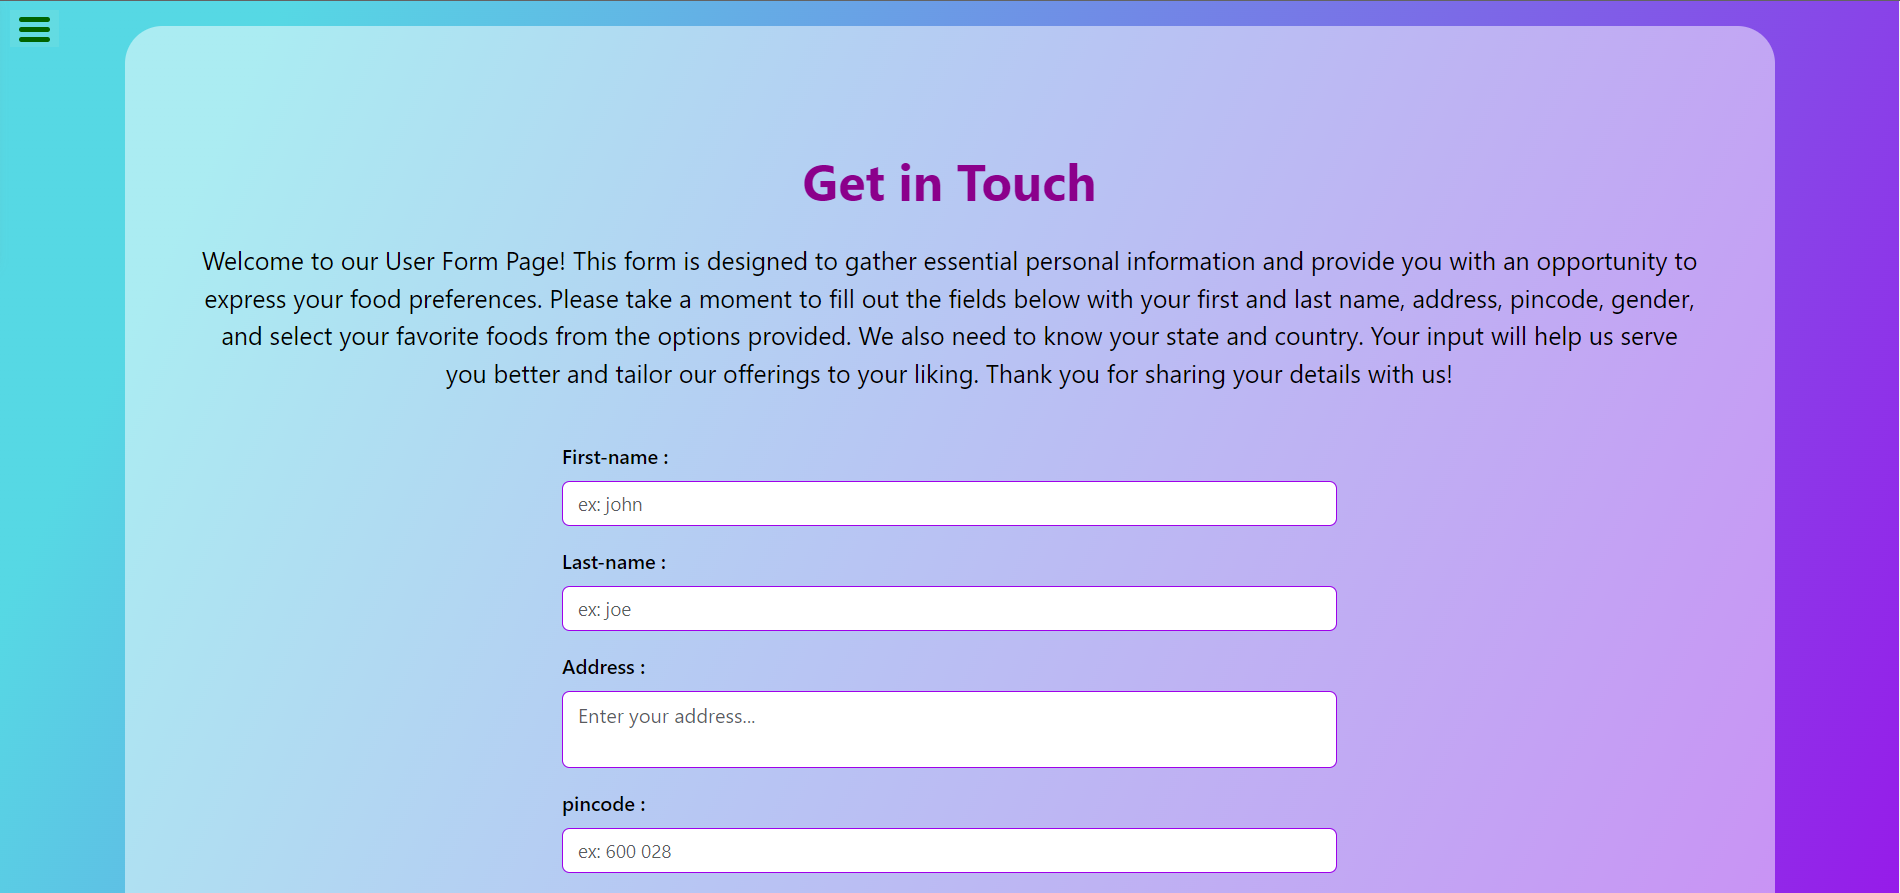 Get in Touch
Welcome to our User Form Page! This form is designed to gather essential personal information and provide you with an opportunity to
express your food preferences. Please take a moment to fill out the fields below with your first and last name, address, pincode, gender,
and select your favorite foods from the options provided. We also need to know your state and country. Your input will help us serve
you better and tailor our offerings to your liking. Thank you for sharing your details with us!
First-name :
ex: john
Last-name :
ex: joe
Address :
Enter your address...
pincode :
ex: 600 028